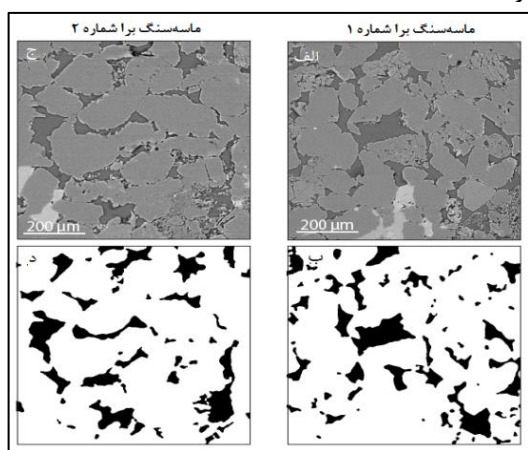 ماسه‌سنگ برا شماره ۱
ماسه‌سنگ برا شماره ۲
الف
ج
200 µm
200 µm
ب
د